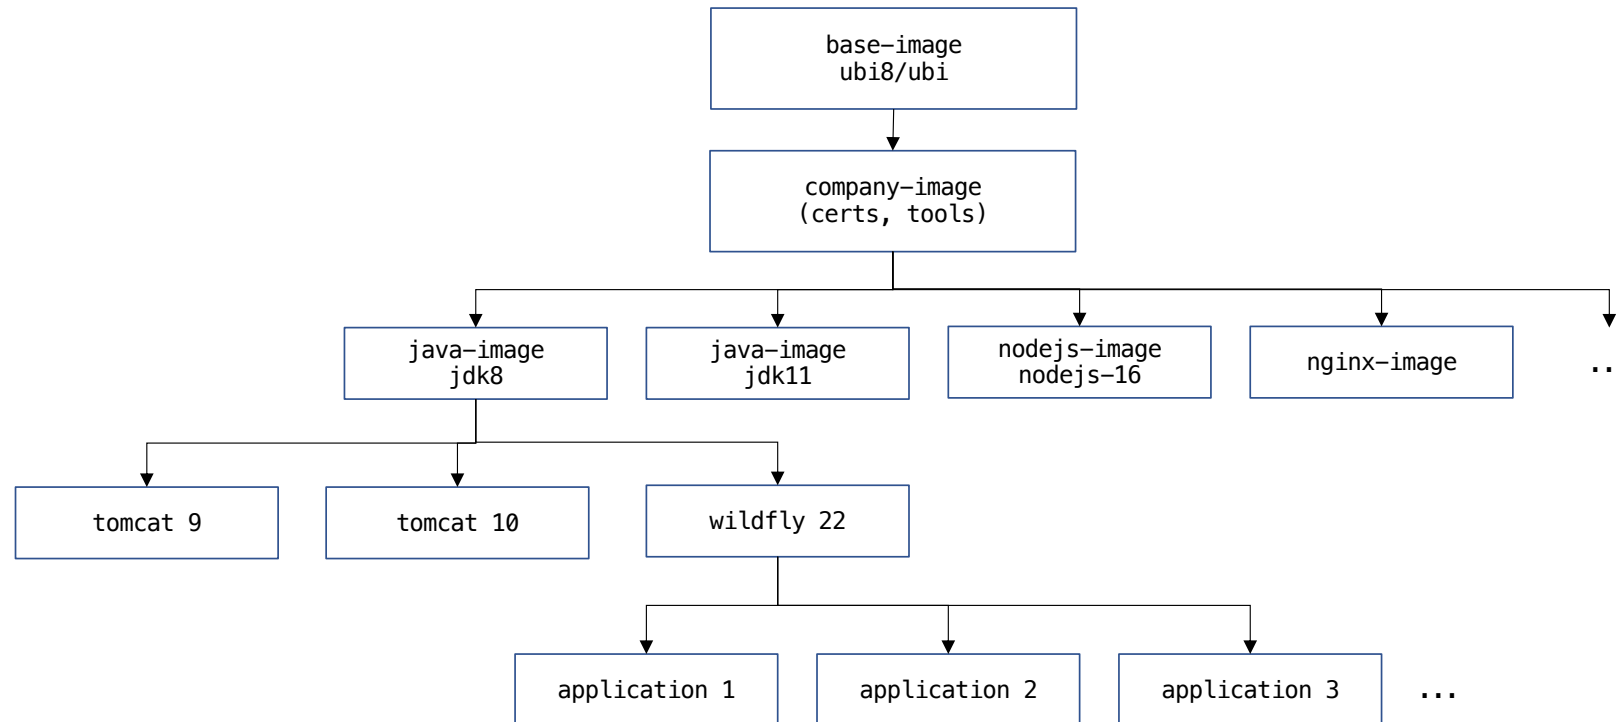 base-image
ubi8/ubi
company-image
(certs, tools)
java-image
jdk8
java-image
jdk11
nodejs-image
nodejs-16
nginx-image
..
tomcat 9
tomcat 10
wildfly 22
application 1
application 2
application 3
...